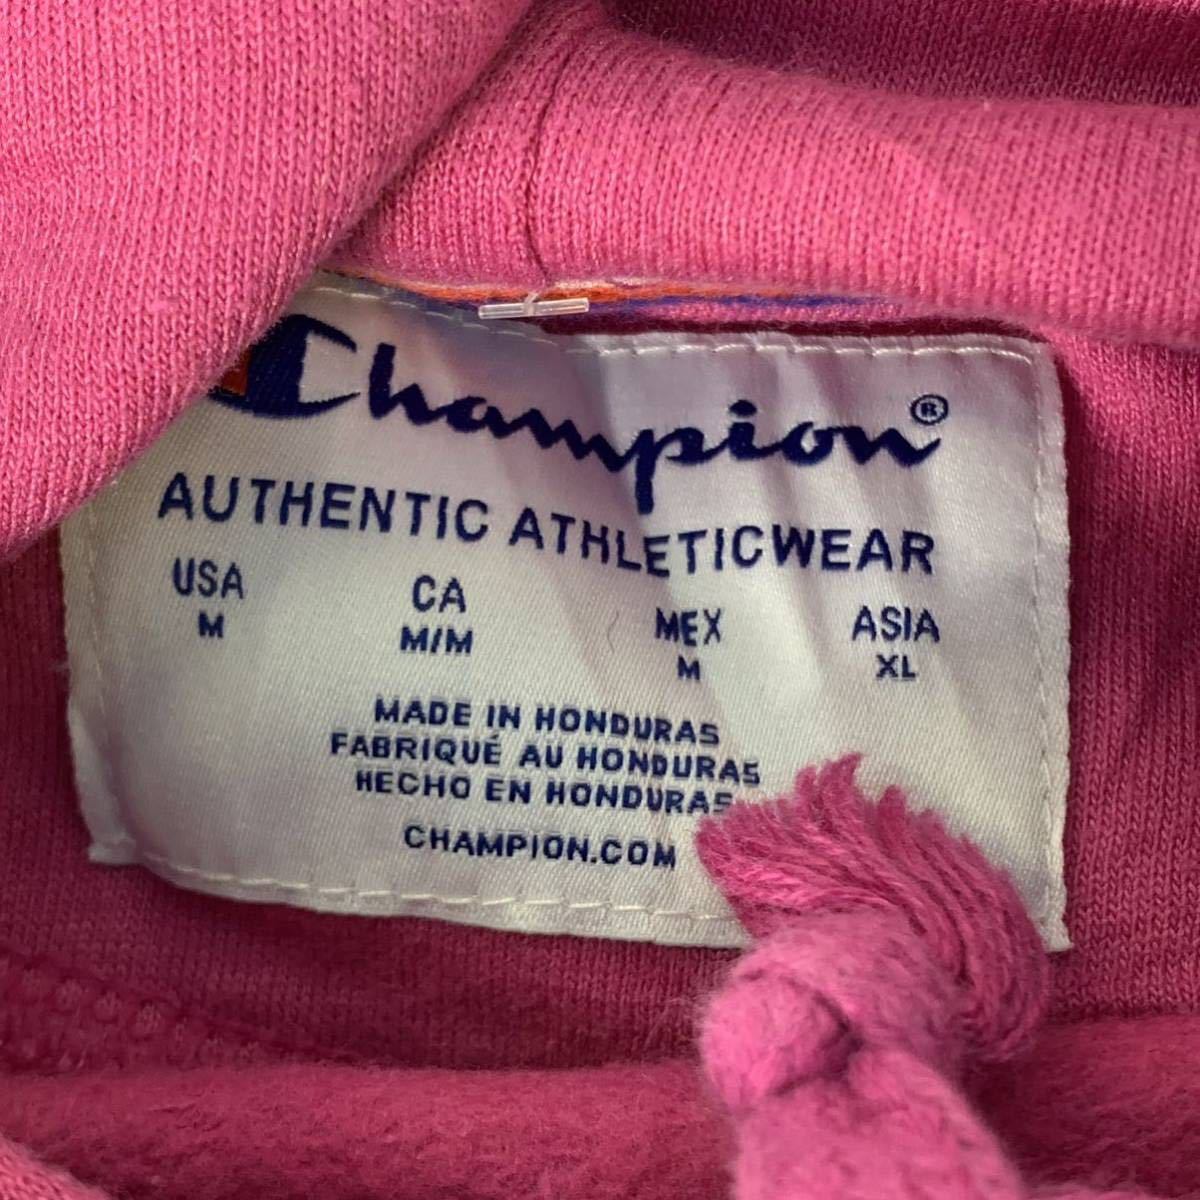 Champion®
AUTHENTIC ATHLETICWEAR
USA CA MEX ASIA
M M/M M XL
MADE IN HONDURAS
FABRIQUÉ AU HONDURAS
HECHO EN HONDURAS
CHAMPION.COM